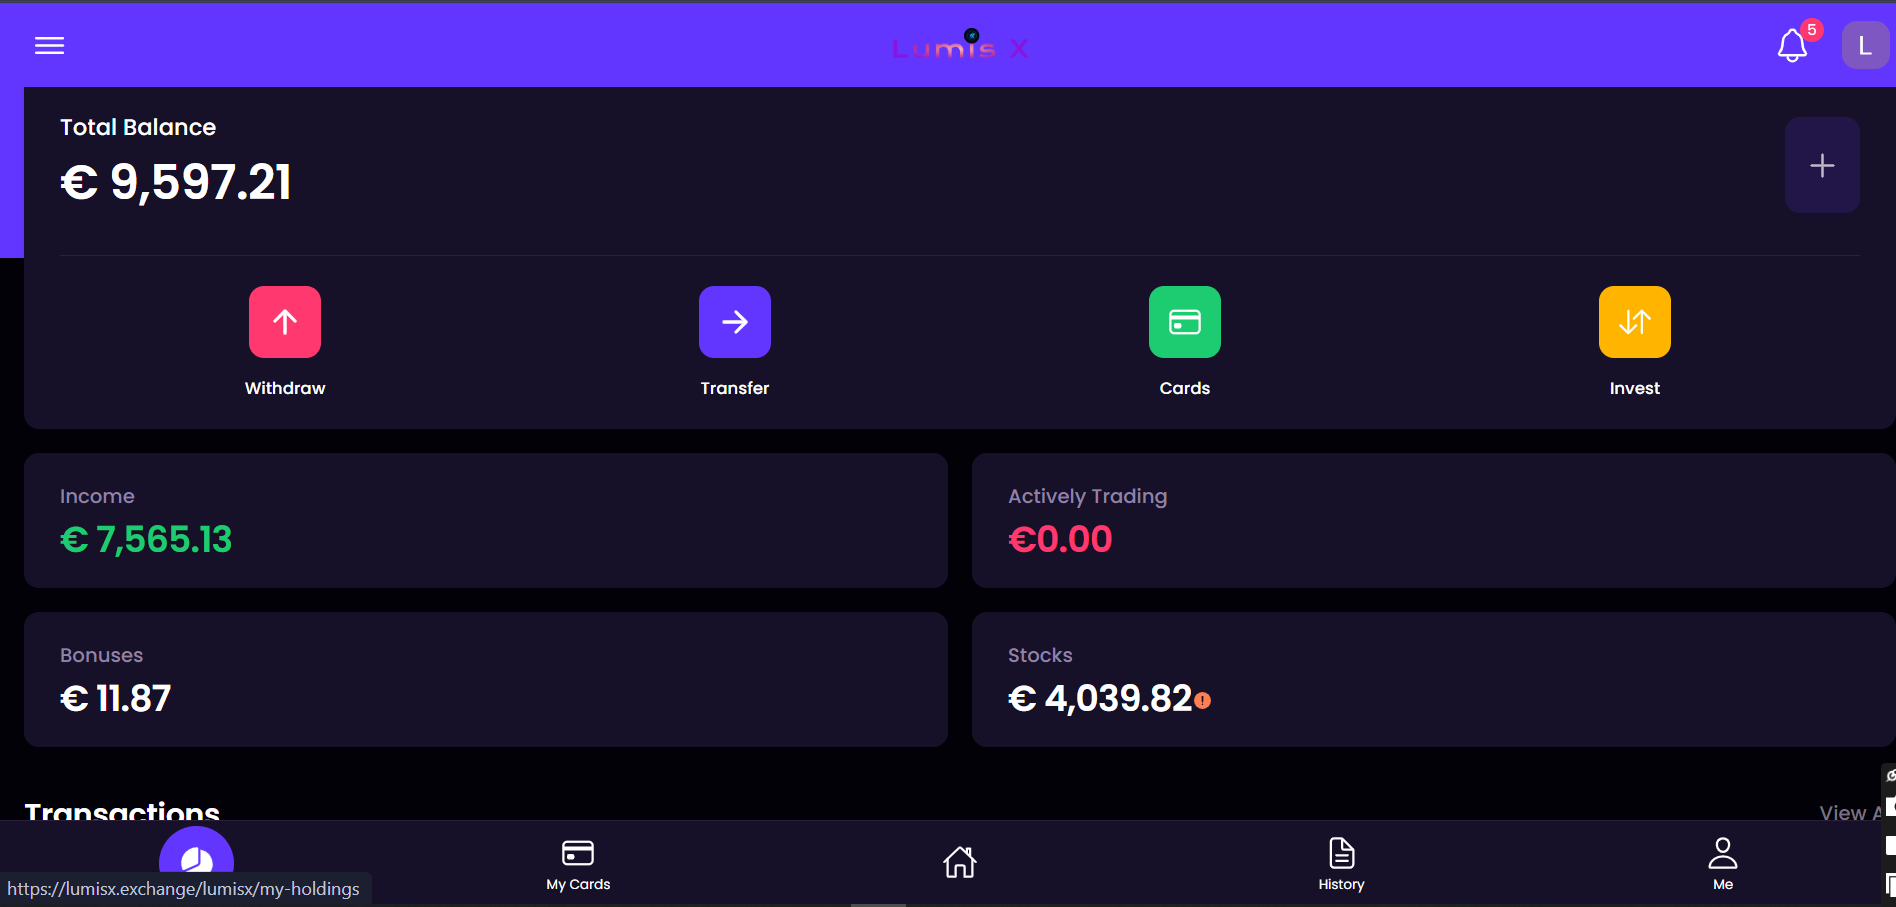 Lumis X
5
L
Total Balance
€ 9,597.21
Withdraw
Transfer
Cards
Invest
Income
€ 7,565.13
Actively Trading
€0.00
Bonuses
€ 11.87
Stocks
€ 4,039.82
Transactions
View A
My Cards
History
Me
https://lumisx.exchange/lumisx/my-holdings